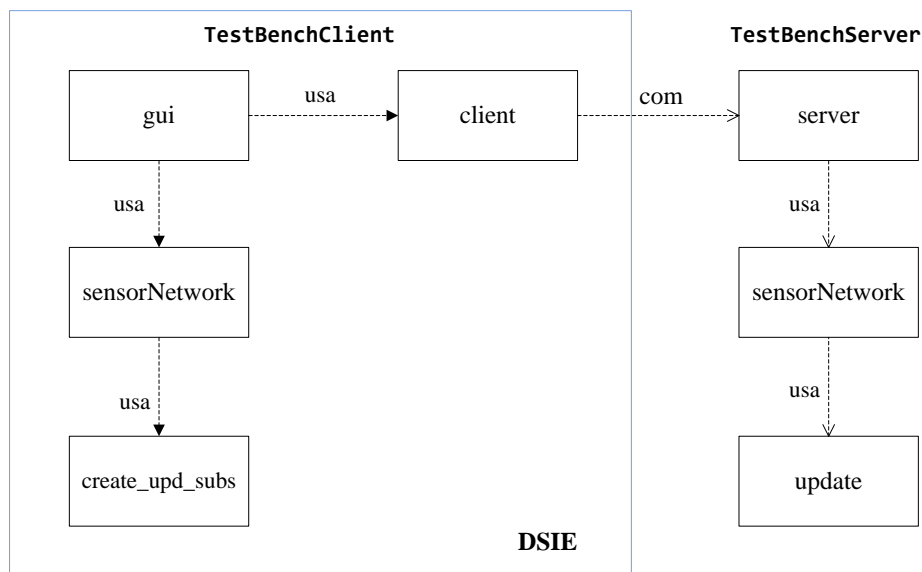 TestBenchClient
TestBenchServer
gui
usa
client
com
server
usa
usa
sensorNetwork
sensorNetwork
usa
usa
create_upd_subs
update
DSIE